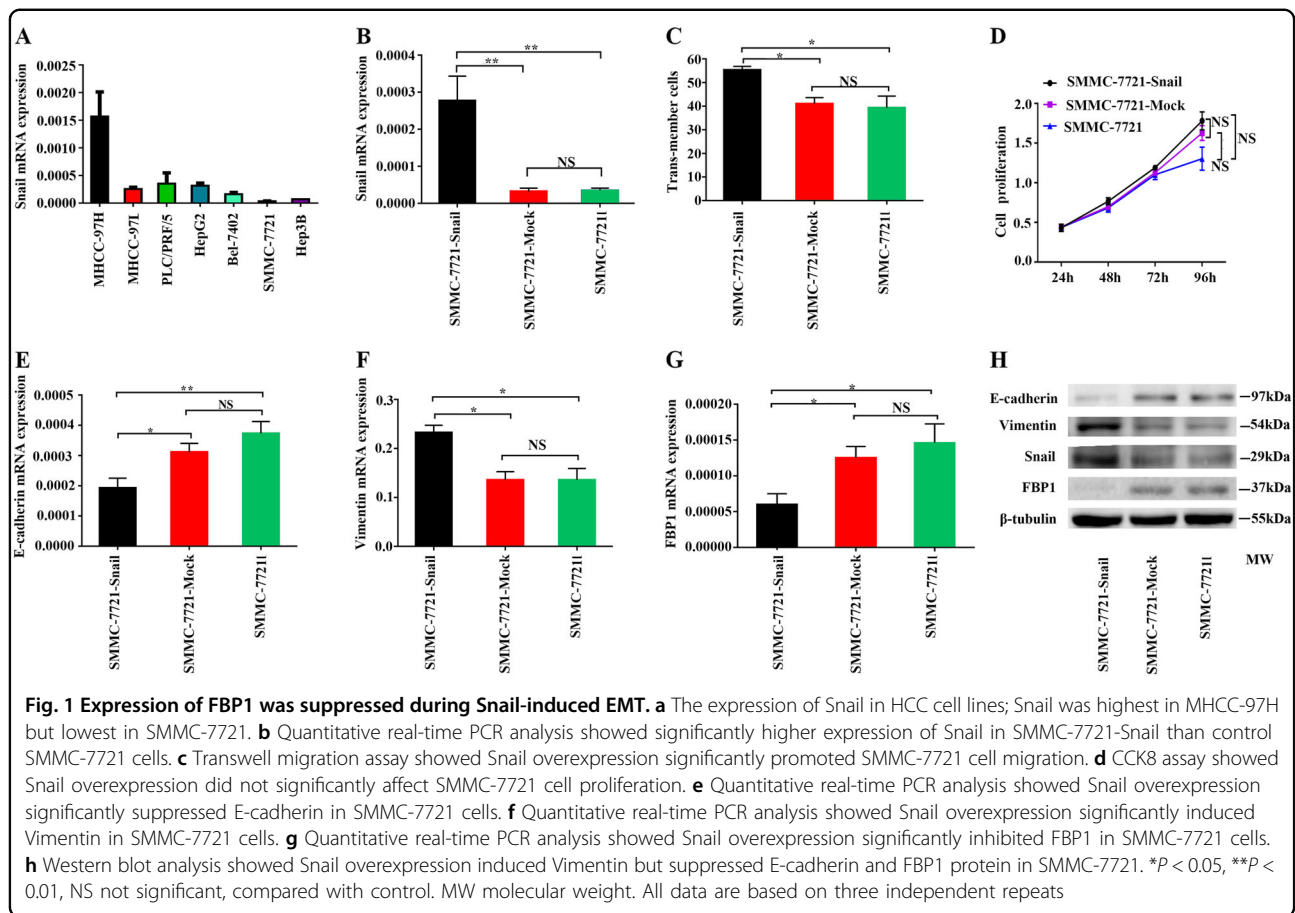 A
Snail mRNA expression
0.0025
0.0020
0.0015
0.0010
0.0005
0.0000
MHCC-97H
MHCC-97L
PLC/PRF/5
HepG2
Bel-7402
SMMC-7721
Hep3B
B
Snail mRNA expression
0.0004
0.0003
0.0002
0.0001
0.0000
**
**
NS
SMMC-7721-Snail
SMMC-7721-Mock
SMMC-7721l
C
Trans-member cells
60
50
40
30
20
10
0
*
*
NS
SMMC-7721-Snail
SMMC-7721-Mock
SMMC-7721l
D
SMMC-7721-Snail
SMMC-7721-Mock
SMMC-7721
Cell proliferation
2.0
1.5
1.0
0.5
0.0
NS
NS
NS
24h 48h 72h 96h
E
E-cadherin mRNA expression
0.0005
0.0004
0.0003
0.0002
0.0001
0.0000
**
NS
*
SMMC-7721-Snail
SMMC-7721-Mock
SMMC-7721l
F
Vimentin mRNA expression
0.3
0.2
0.1
0.0
*
*
NS
SMMC-7721-Snail
SMMC-7721-Mock
SMMC-7721l
G
FBP1 mRNA expression
0.00020
0.00015
0.00010
0.00005
0.00000
*
*
NS
SMMC-7721-Snail
SMMC-7721-Mock
SMMC-7721l
H
E-cadherin —97kDa
Vimentin —54kDa
Snail —29kDa
FBP1 —37kDa
β-tubulin —55kDa
SMMC-7721-Snail
SMMC-7721-Mock
SMMC-7721l
MW
Fig. 1 Expression of FBP1 was suppressed during Snail-induced EMT. a The expression of Snail in HCC cell lines; Snail was highest in MHCC-97H
but lowest in SMMC-7721. b Quantitative real-time PCR analysis showed significantly higher expression of Snail in SMMC-7721-Snail than control
SMMC-7721 cells. c Transwell migration assay showed Snail overexpression significantly promoted SMMC-7721 cell migration. d CCK8 assay showed
Snail overexpression did not significantly affect SMMC-7721 cell proliferation. e Quantitative real-time PCR analysis showed Snail overexpression
significantly suppressed E-cadherin in SMMC-7721 cells. f Quantitative real-time PCR analysis showed Snail overexpression significantly induced
Vimentin in SMMC-7721 cells. g Quantitative real-time PCR analysis showed Snail overexpression significantly inhibited FBP1 in SMMC-7721 cells.
h Western blot analysis showed Snail overexpression induced Vimentin but suppressed E-cadherin and FBP1 protein in SMMC-7721. *P < 0.05, **P <
0.01, NS not significant, compared with control. MW molecular weight. All data are based on three independent repeats